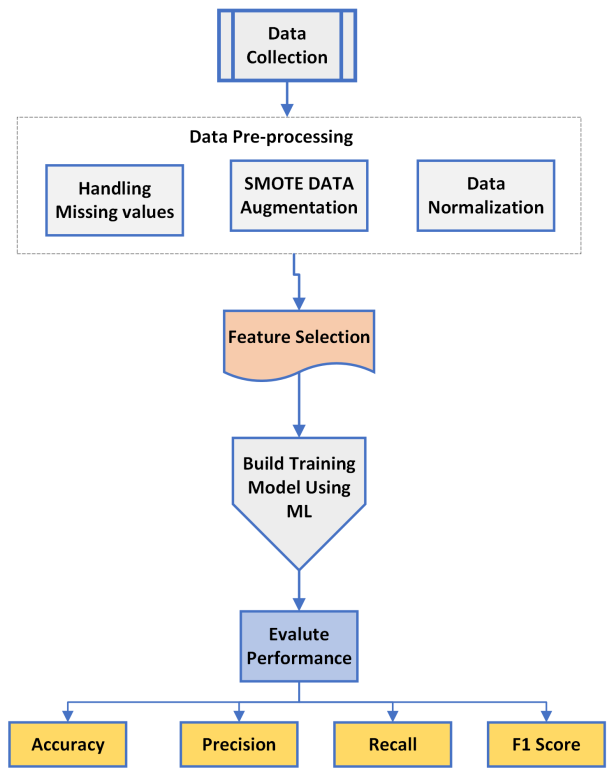 Data
Collection
Data Pre-processing
Handling
Missing values
SMOTE DATA
Augmentation
Data
Normalization
Feature Selection
Build Training
Model Using
ML
Evalute
Performance
Accuracy
Precision
Recall
F1 Score